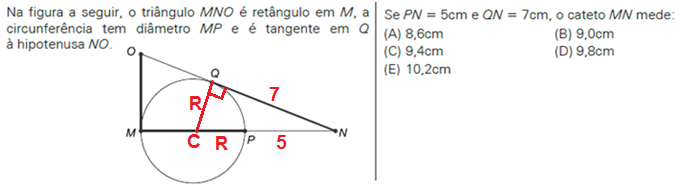 Na figura a seguir, o triângulo MNO é retângulo em M, a
circunferência tem diâmetro MP e é tangente em Q
à hipotenusa NO.
O
Q
7
R
M
C
R
P
5
N
Se PN = 5cm e QN = 7cm, o cateto MN mede:
(A) 8,6cm (B) 9,0cm
(C) 9,4cm (D) 9,8cm
(E) 10,2cm